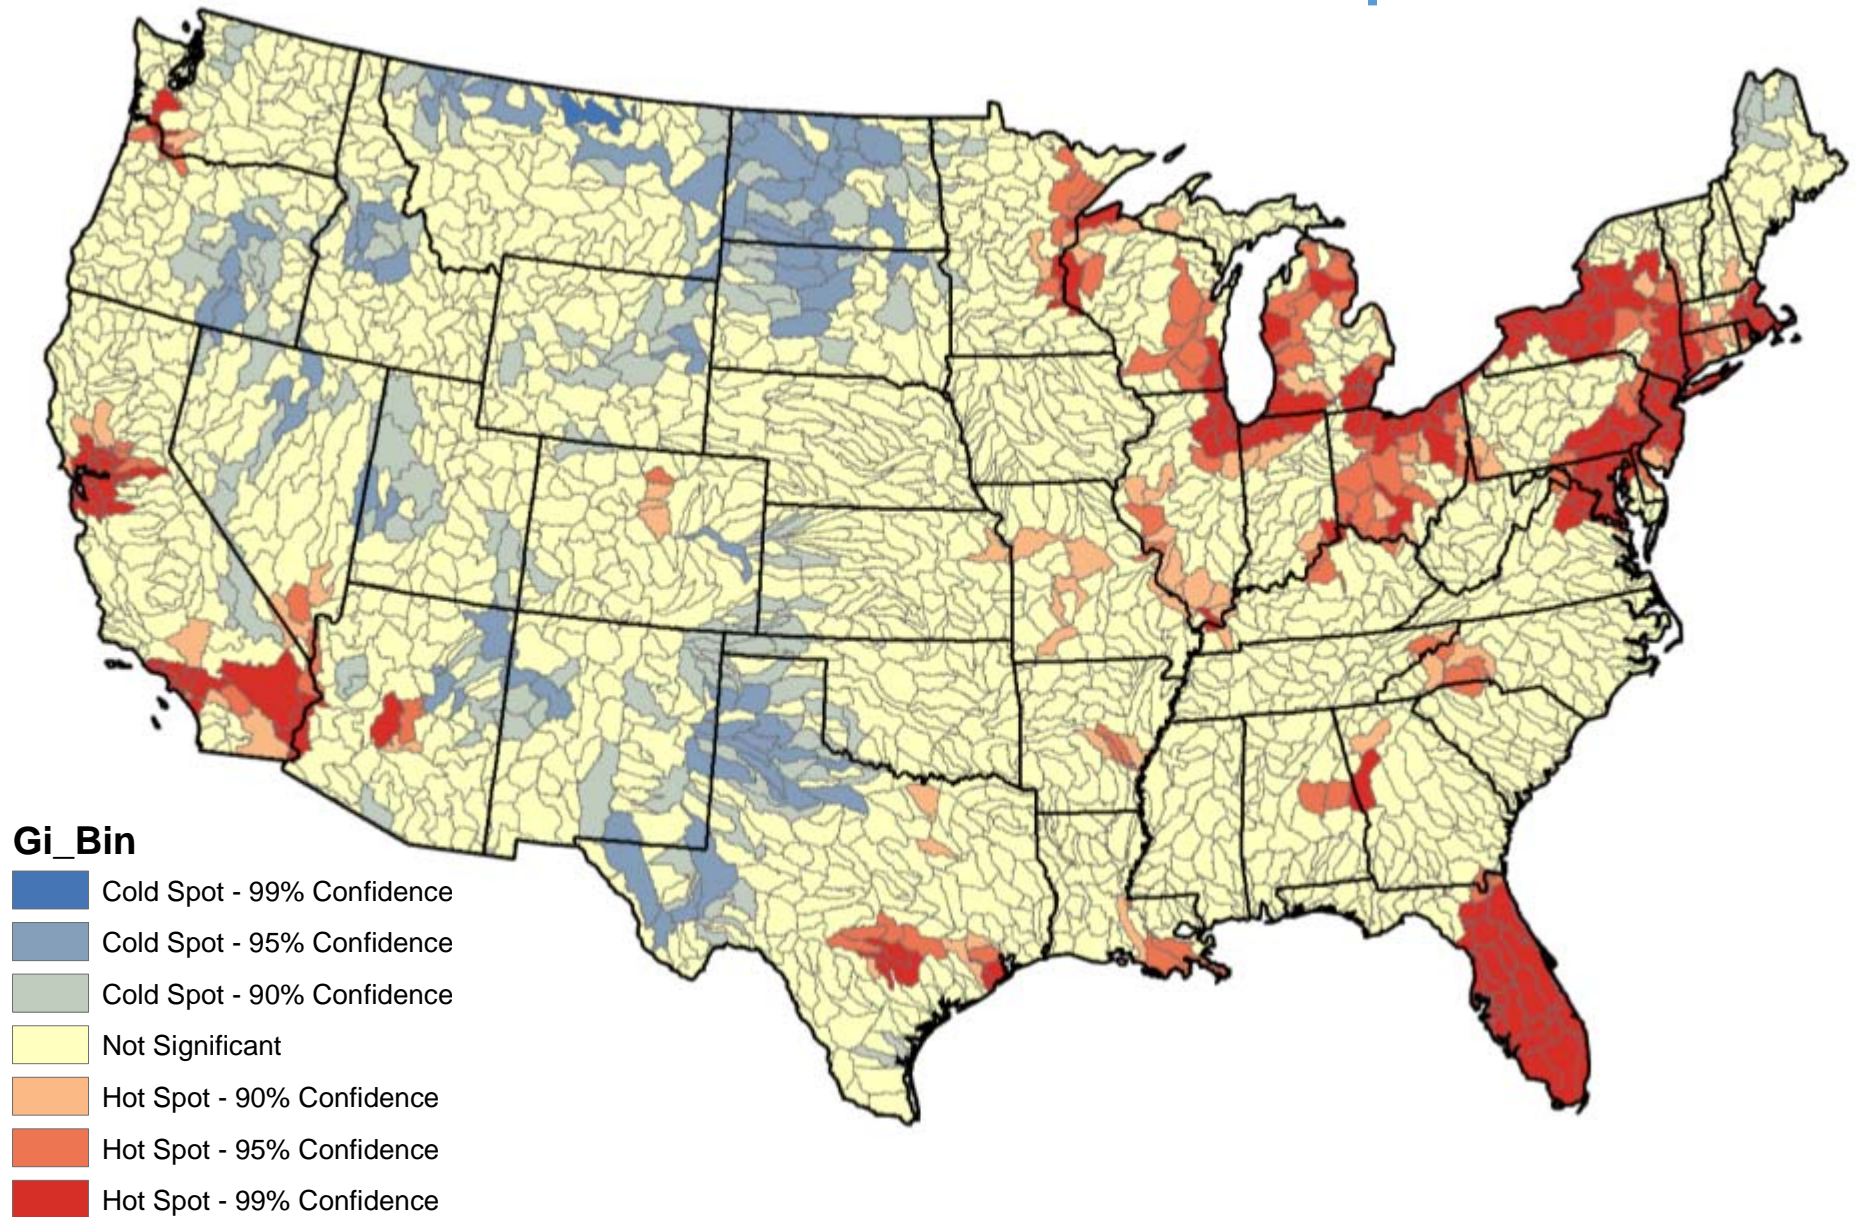 Gi_Bin
Cold Spot - 99% Confidence
Cold Spot - 95% Confidence
Cold Spot - 90% Confidence
Not Significant
Hot Spot - 90% Confidence
Hot Spot - 95% Confidence
Hot Spot - 99% Confidence